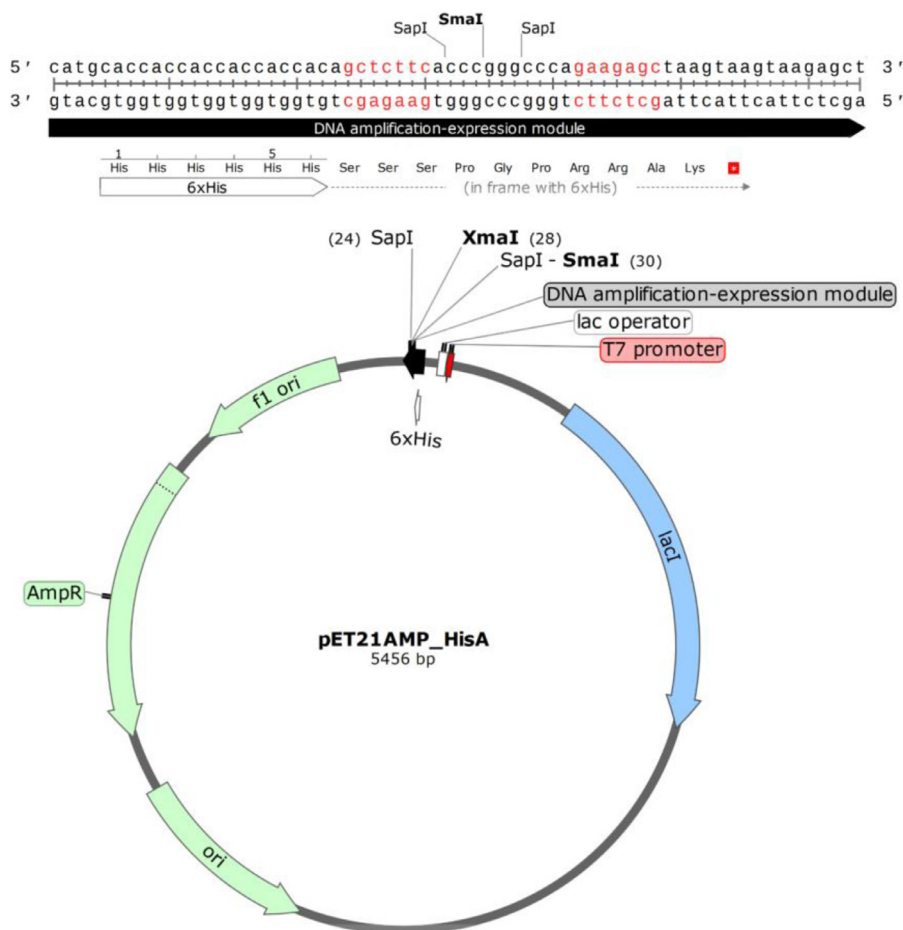 SmaI
SapI SapI
5 ′ catgcaccaccaccaccaccacagctcttcacccgggcccagaagagctaagtaagtaagagct 3 ′
3 ′ gtacgtggtggtggtggtggtgtcgagaagtgggcccgggtcttctcgattcattcattctcga 5 ′
DNA amplification-expression module
1 5
His His His His His His Ser Ser Ser Pro Gly Pro Arg Arg Ala Lys *
6xHis (in frame with 6xHis)
(24) SapI XmaI (28)
SapI - SmaI (30)
DNA amplification-expression module
lac operator
T7 promoter
f1 ori
6xHis
lacI
AmpR
pET21AMP_HisA
5456 bp
ori